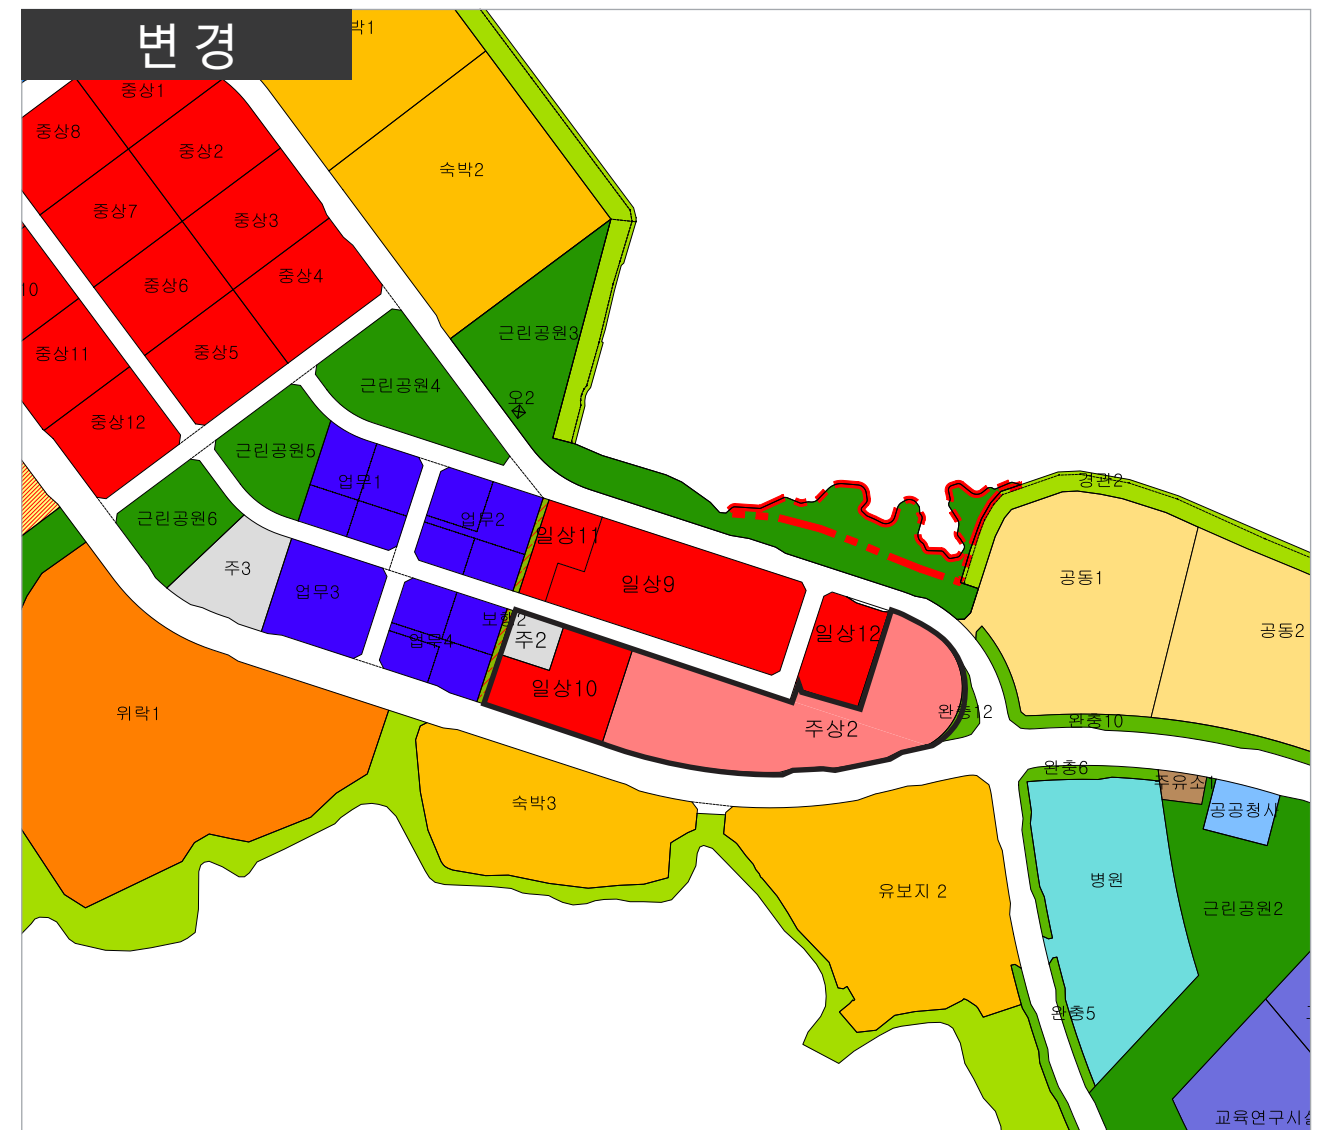 변 경
박1
중상1
중상8
중상2
숙박2
중상7
중상3
중상6
중상4
10
근린공원3
중상11
중상5
근린공원4
오2
중상12
근린공원5
업무1
경관2
근린공원6
업무2
일상11
주3
공동1
일상9
업무3
보행2
공동2
업무4
주2
일상12
일상10
위락1
완충12
완충10
주상2
완충6
주유소1
숙박3
공공청사
병원
유보지 2
근린공원2
완충5
교육연구시설